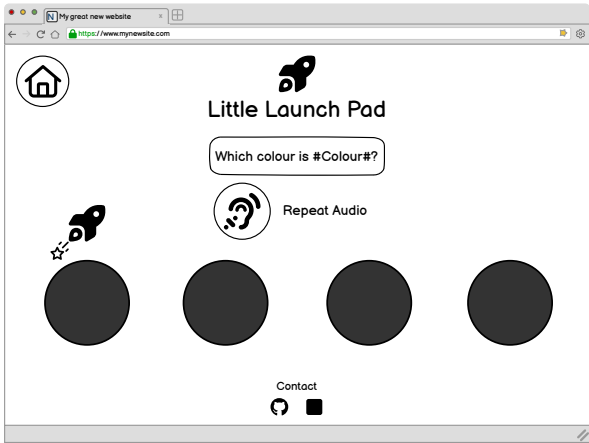 My great new website
https://www.mynewsite.com
Little Launch Pad
Which colour is #Colour#?
Repeat Audio
Contact